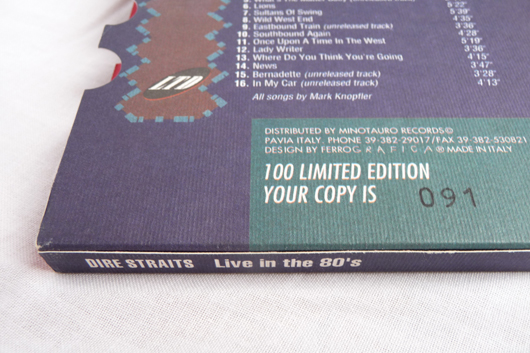 6. Lions 5'22"
7. Sultans Of Swing 5'39"
8. Wild West End 4'35"
9. Eastbound Train (unreleased track) 3'36"
10. Southbound Again 4'28"
11. Once Upon A Time In The West 5'19"
12. Lady Writer 3'36"
13. Where Do You Think You're Going 4'15"
14. News 3'47"
15. Bernadette (unreleased track) 3'28"
16. In My Car (unreleased track) 4'13"
All songs by Mark Knopfler
LTD
DISTRIBUTED BY MINOTAURO RECORDS©
PAVIA ITALY. PHONE 39-382-29017/FAX 39-382-530821
DESIGN BY FERROGRAFICA® MADE IN ITALY
100 LIMITED EDITION
YOUR COPY IS 091
DIRE STRAITS Live in the 80's